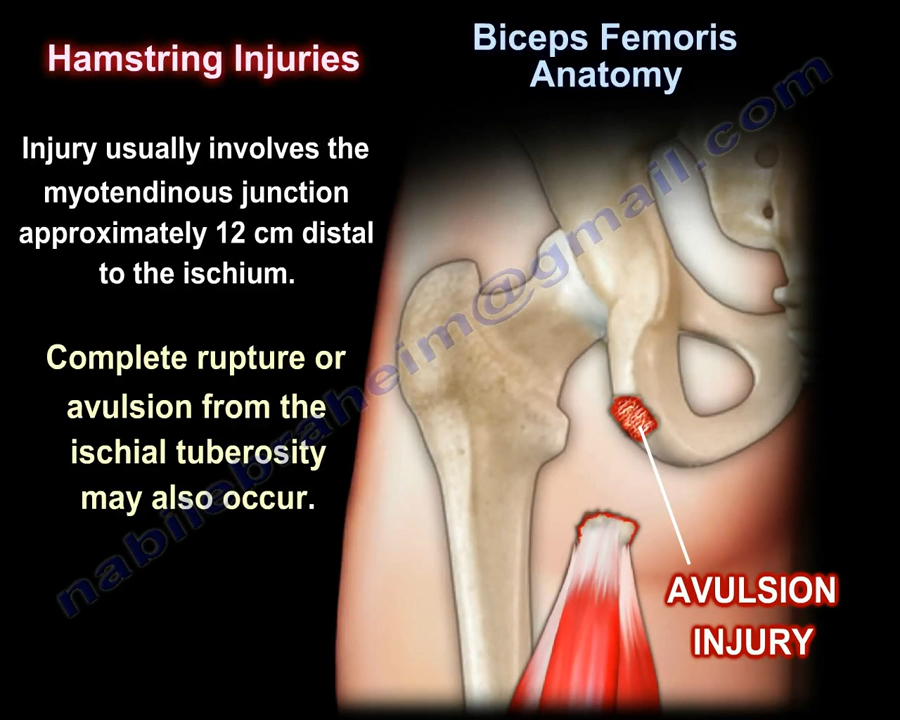 Hamstring Injuries
Biceps Femoris
Anatomy
Injury usually involves the
myotendinous junction
approximately 12 cm distal
to the ischium.
Complete rupture or
avulsion from the
ischial tuberosity
may also occur.
AVULSION
INJURY
nabilebraheim@gmail.com